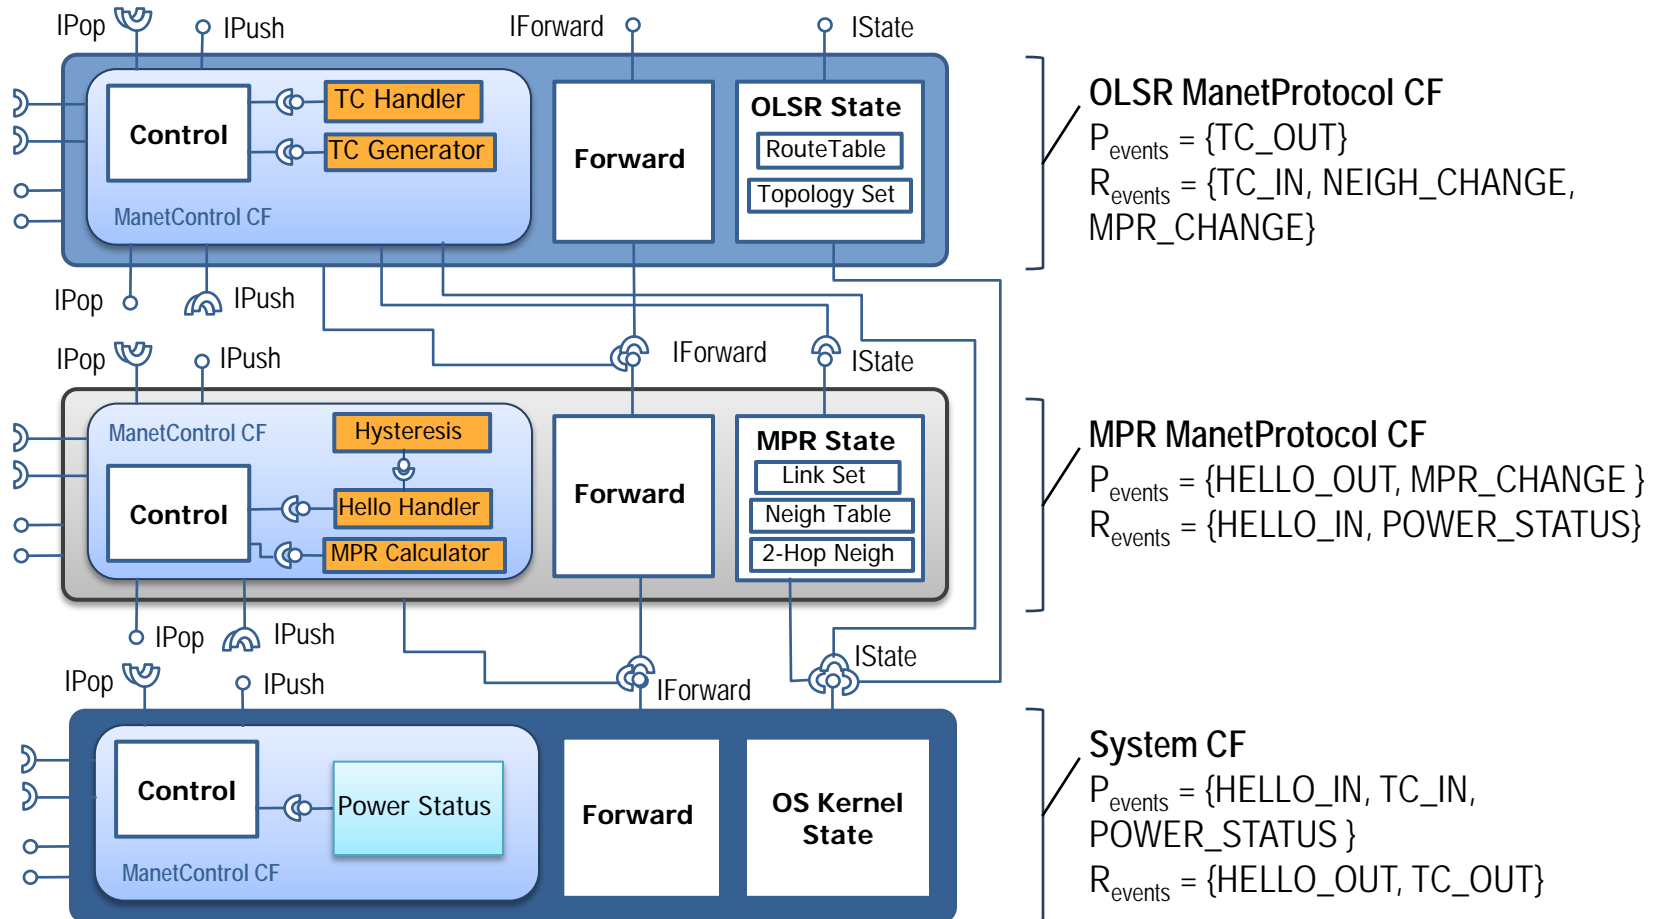 IPop
IPush
IForward
IState
Control
TC Handler
TC Generator
ManetControl CF
Forward
OLSR State
RouteTable
Topology Set
OLSR ManetProtocol CF
Pevents = {TC_OUT}
Revents = {TC_IN, NEIGH_CHANGE,
MPR_CHANGE}
IPop
IPush
IPop
IPush
IForward
IState
ManetControl CF
Hysteresis
Control
Hello Handler
MPR Calculator
Forward
MPR State
Link Set
Neigh Table
2-Hop Neigh
MPR ManetProtocol CF
Pevents = {HELLO_OUT, MPR_CHANGE }
Revents = {HELLO_IN, POWER_STATUS}
IPop
IPush
IPop
IPush
IForward
IState
Control
Power Status
ManetControl CF
Forward
OS Kernel
State
System CF
Pevents = {HELLO_IN, TC_IN,
POWER_STATUS }
Revents = {HELLO_OUT, TC_OUT}